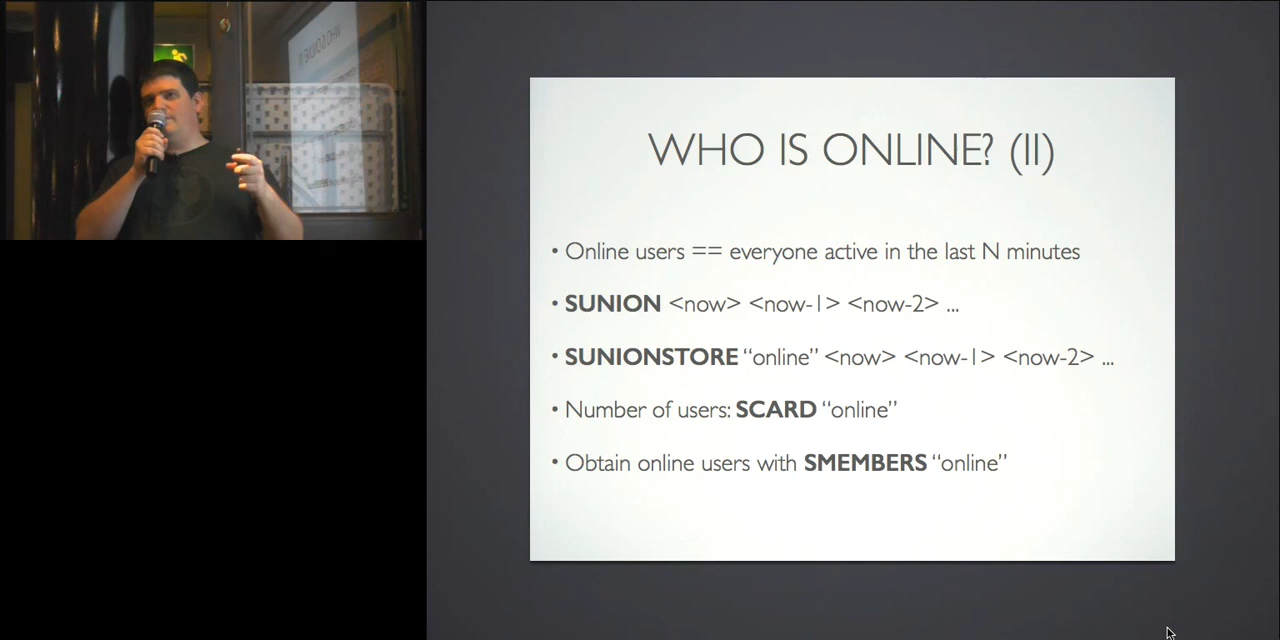 WHO IS ONLINE? (II)
• Online users == everyone active in the last N minutes
• SUNION <now> <now-1> <now-2> ...
• SUNIONSTORE “online” <now> <now-1> <now-2> ...
• Number of users: SCARD “online”
• Obtain online users with SMEMBERS “online”